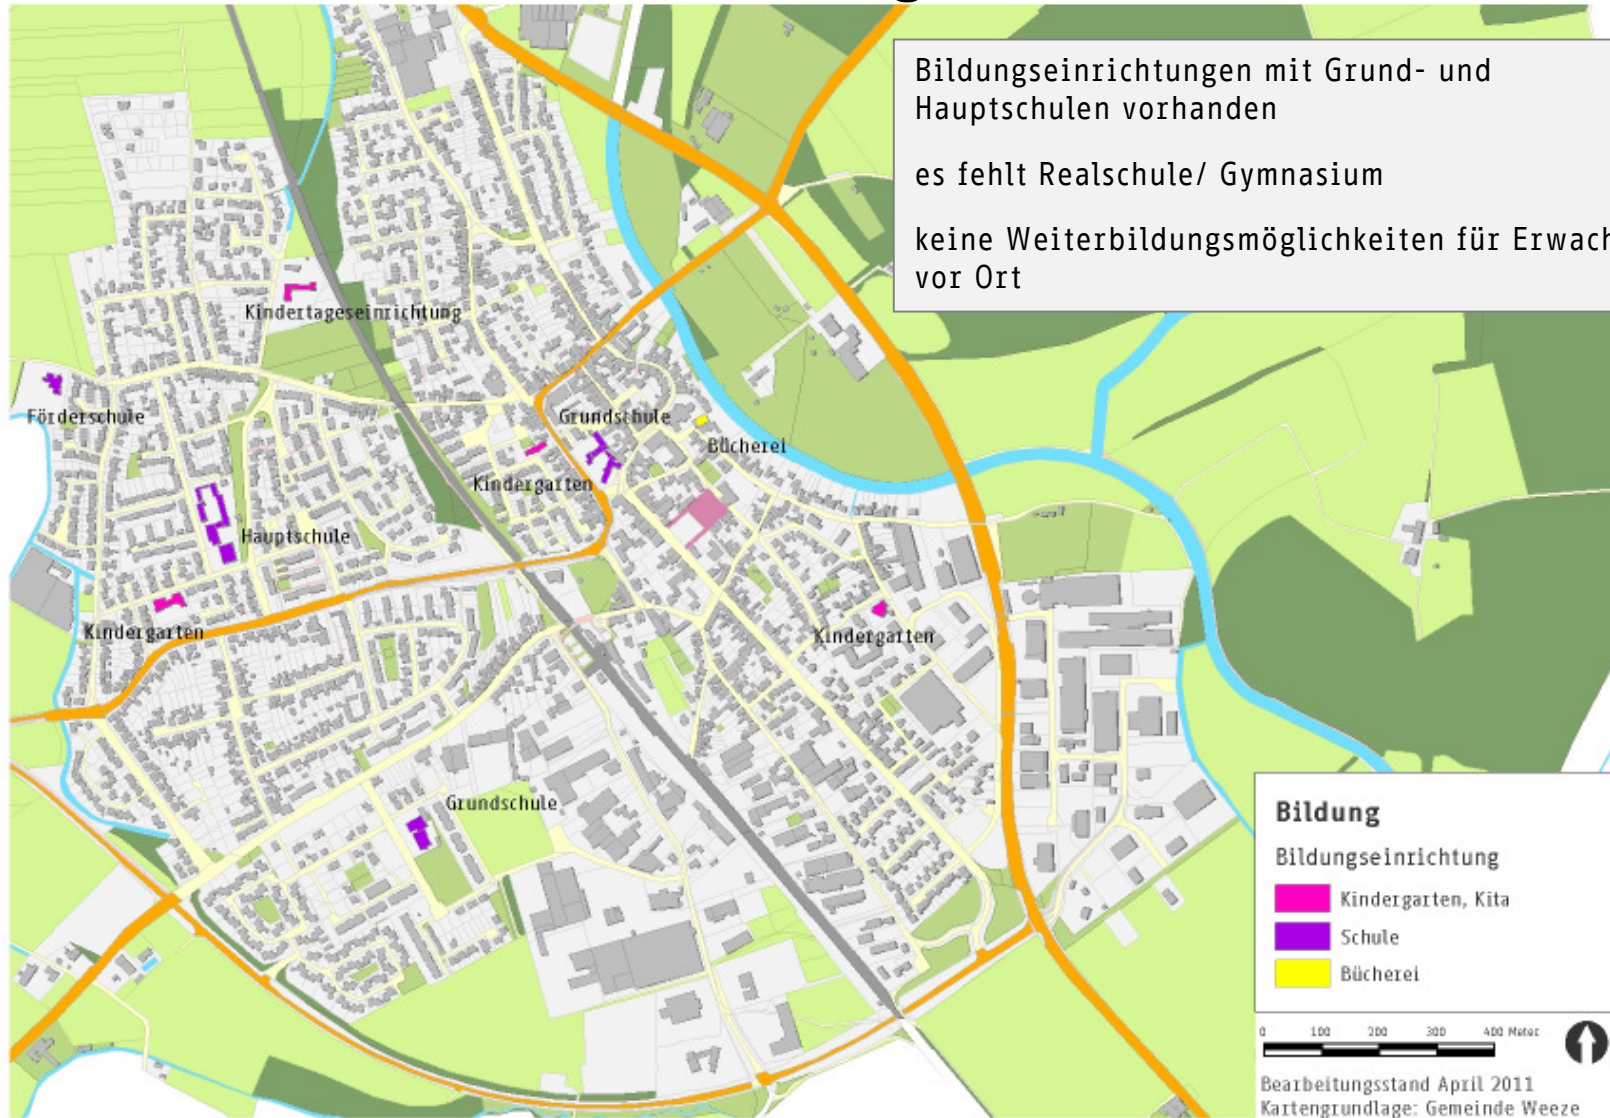 Bildungseinrichtungen mit Grund- und
Hauptschulen vorhanden
es fehlt Realschule/ Gymnasium
keine Weiterbildungsmöglichkeiten für Erwach
vor Ort
Kindertageseinrichtung
Förderschule
Grundschule
Bücherei
Kindergarten
Hauptschule
Kindergarten
Kindergarten
Grundschule
Bildung
Bildungseinrichtung
Kindergarten, Kita
Schule
Bücherei
0 100 200 300 400 Meter
Bearbeitungsstand April 2011
Kartengrundlage: Gemeinde Weeze